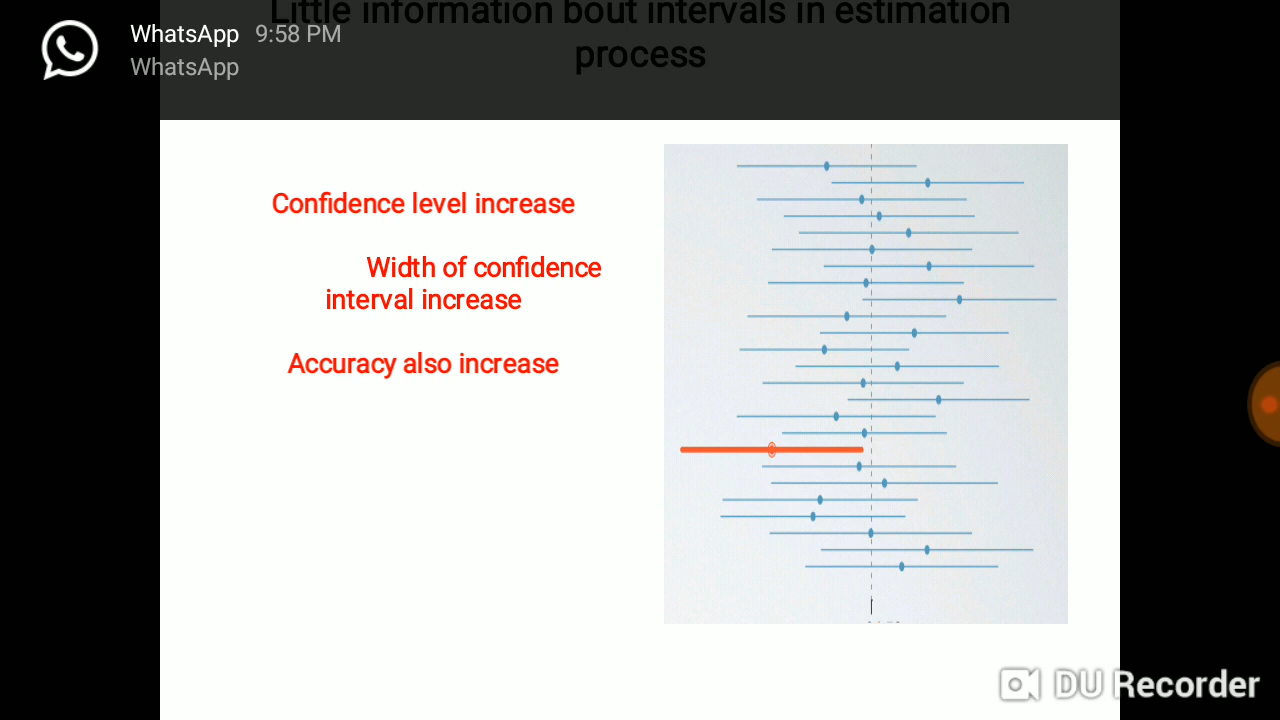 Little information bout intervals in estimation
process
WhatsApp 9:58 PM
WhatsApp
Confidence level increase
Width of confidence
interval increase
Accuracy also increase
DU Recorder